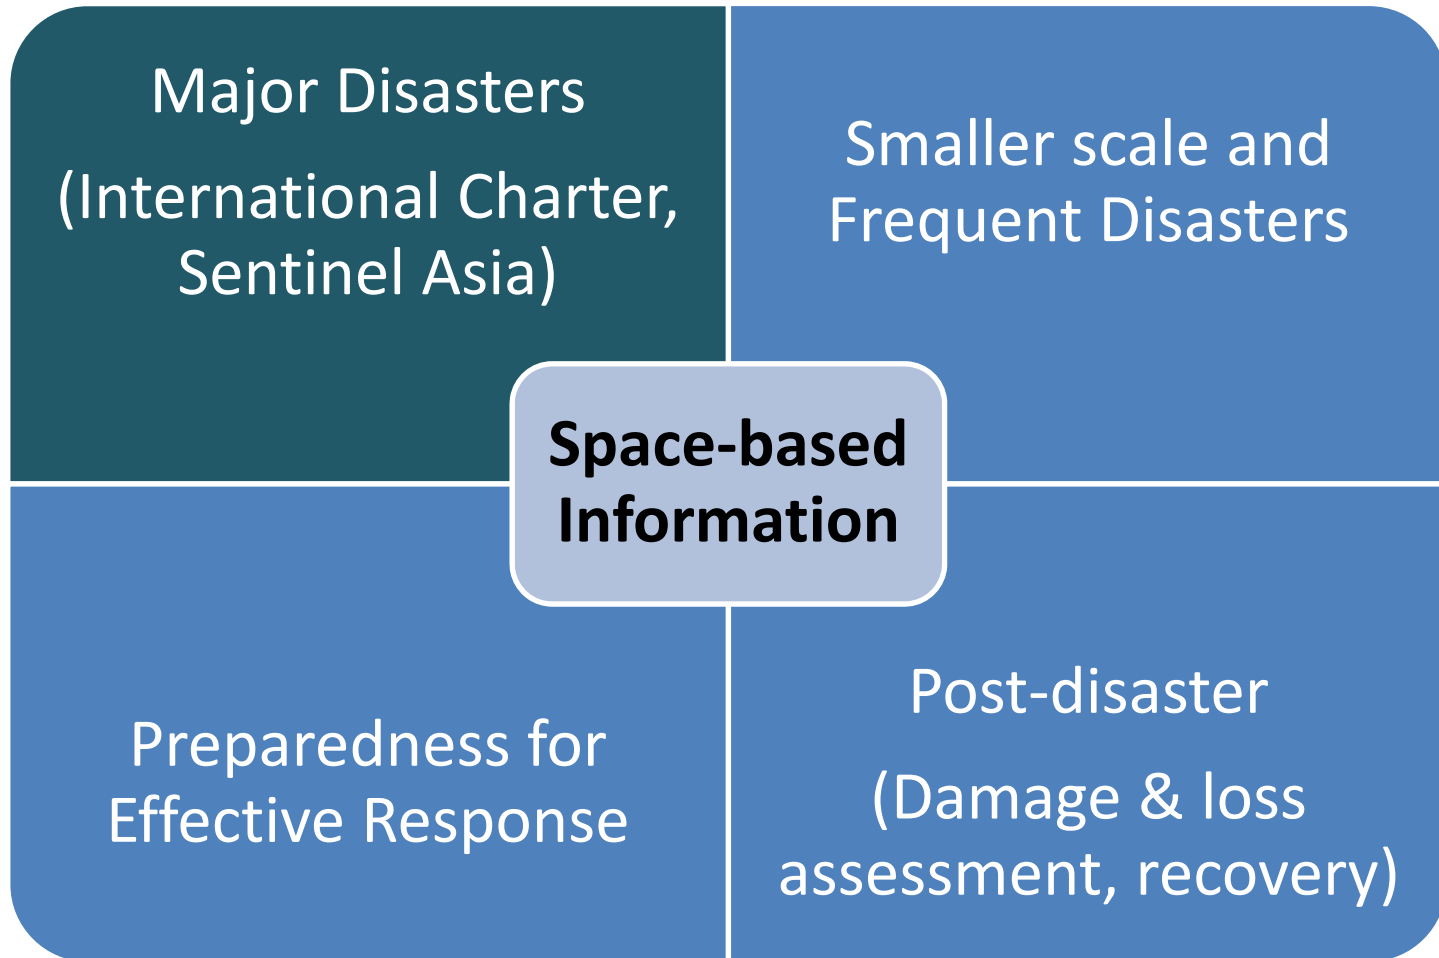 Major Disasters
(International Charter,
Sentinel Asia)
Smaller scale and
Frequent Disasters
Space-based
Information
Preparedness for
Effective Response
Post-disaster
(Damage & loss
assessment, recovery)